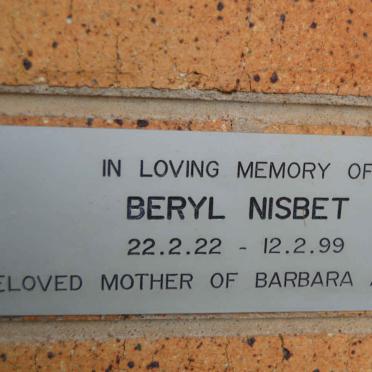 IN LOVING MEMORY OF
BERYL NISBET
22.2.22 - 12.2.99
ELOVED MOTHER OF BARBARA